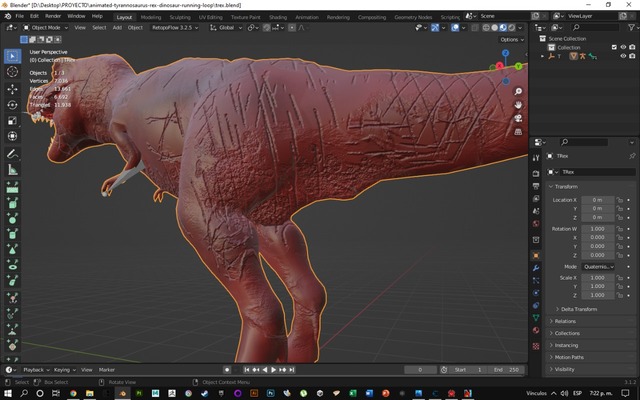 Blender* [D:\Desktop\PROYECTO\animated-tyrannosaurus-rex-dinosaur-running-loop\trex.blend]
File Edit Render Window Help Layout Modeling Sculpting UV Editing Texture Paint Shading Animation Rendering Compositing Geometry Nodes Scripting Scene ViewLayer
Object Mode View Select Add Object RetopoFlow 3.2.5 Global
Options
User Perspective
(0) Collection | TRex
Objects 1/3
Vertices 7,035
Edges 13,661
Faces 6,692
Triangles 11,938
Scene Collection
Collection
TRex
TRex
Transform
Location X 0 m
Y 0 m
Z 0 m
Rotation W 1.000
X 0.000
Y 0.000
Z 0.000
Mode Quaternio...
Scale X 1.000
Y 1.000
Z 1.000
Delta Transform
Relations
Collections
Instancing
Motion Paths
Visibility
Playback Keying View Marker 0 Start 1 End 250
Select Box Select Rotate View Object Context Menu 3.2.2
Vínculos ESP 7:22 p. m.